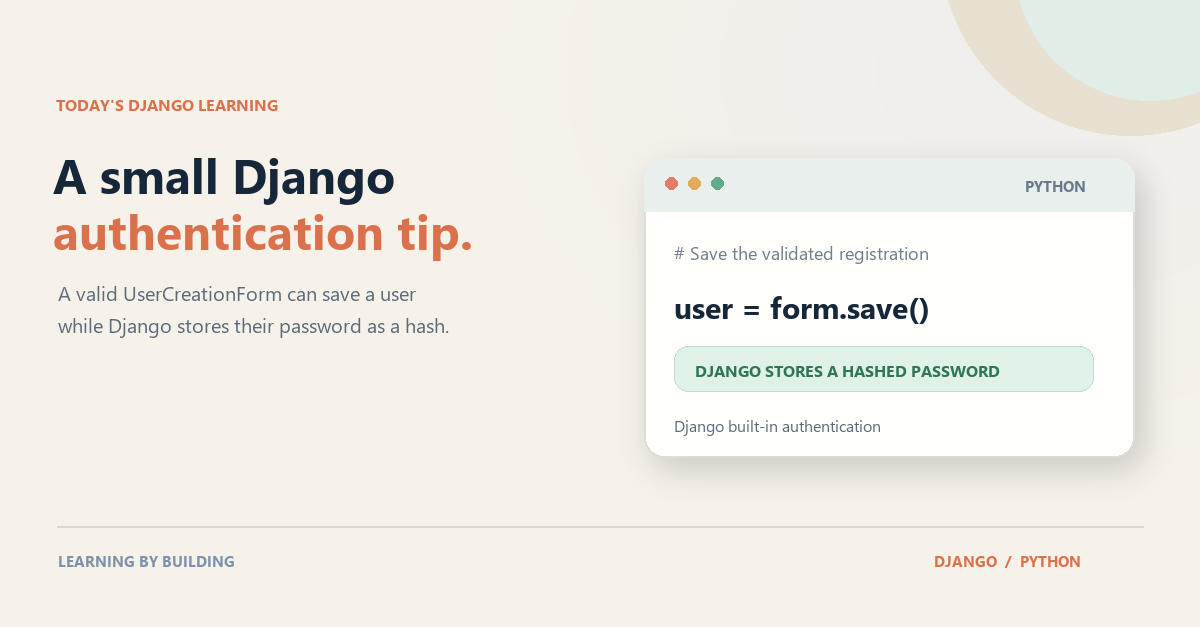 TODAY'S DJANGO LEARNING
A small Django
authentication tip.
A valid UserCreationForm can save a user
while Django stores their password as a hash.
PYTHON
# Save the validated registration
user = form.save()
DJANGO STORES A HASHED PASSWORD
Django built-in authentication
LEARNING BY BUILDING
DJANGO / PYTHON